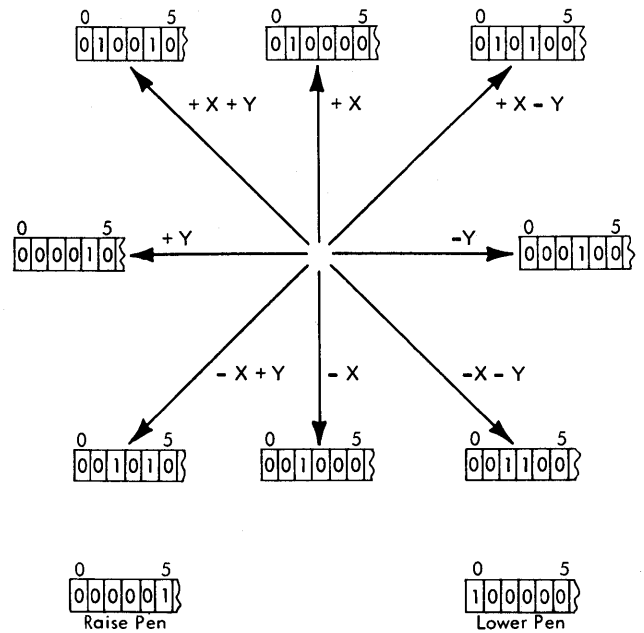 0 5 0 5 0 5
010010 010000 010100
+ X + Y + X + X - Y
0 5 0 5
000010 + Y -Y 000100
- X + Y - X -X - Y
0 5 0 5 0 5
001010 001000 001100
0 5 0 5
000001 100000
Raise Pen Lower Pen